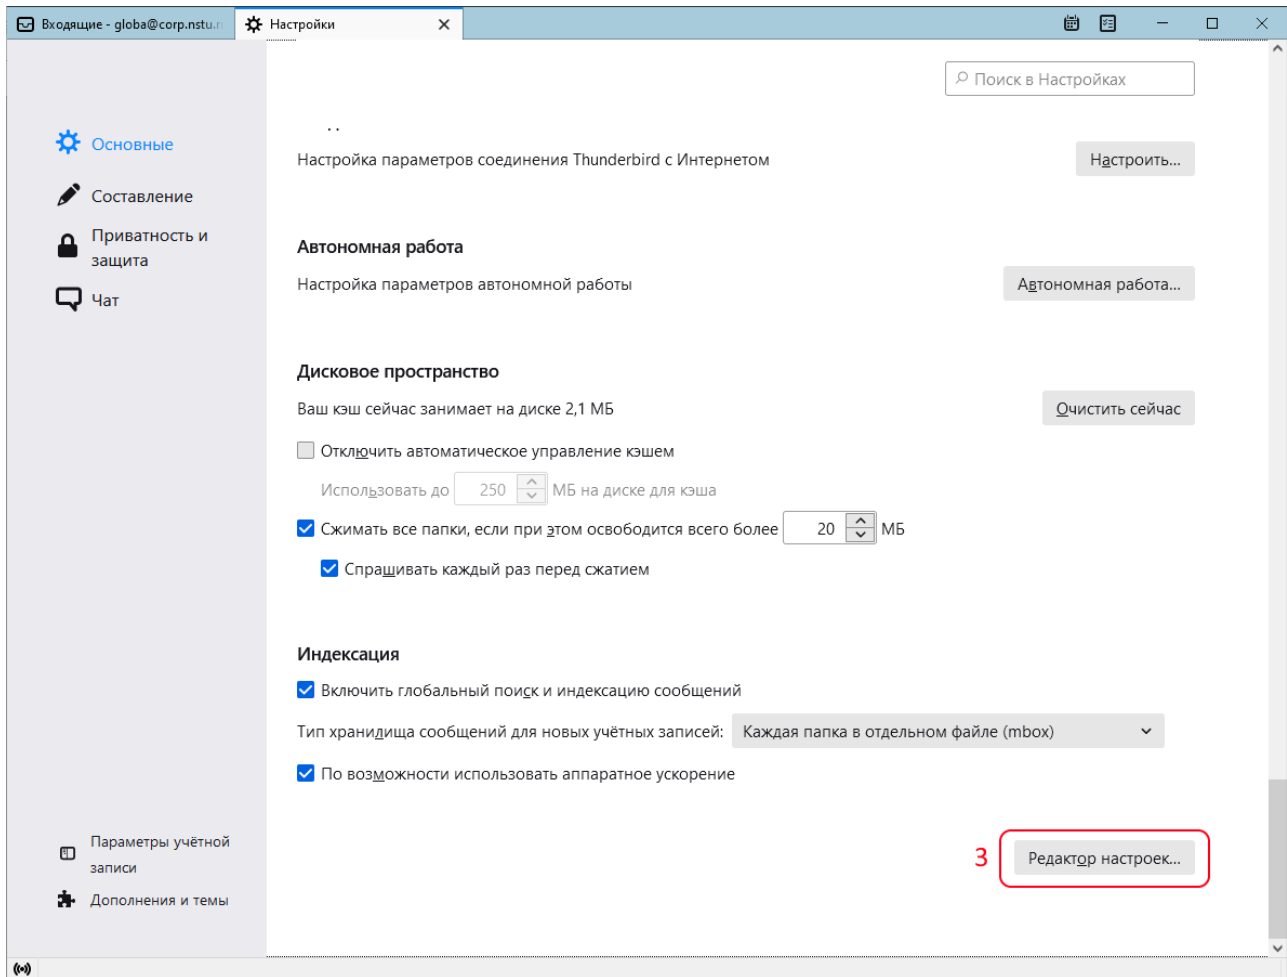 Входящие - globa@corp.nstu.r
Настройки
Поиск в Настройках
Основные
Составление
Приватность и
защита
Чат
Настройка параметров соединения Thunderbird с Интернетом
Настроить...
Автономная работа
Настройка параметров автономной работы
Автономная работа...
Дисковое пространство
Ваш кэш сейчас занимает на диске 2,1 МБ
Очистить сейчас
Отключить автоматическое управление кэшем
Использовать до 250 МБ на диске для кэша
Сжимать все папки, если при этом освободится всего более 20 МБ
Спрашивать каждый раз перед сжатием
Индексация
Включить глобальный поиск и индексацию сообщений
Тип хранилища сообщений для новых учётных записей: Каждая папка в отдельном файле (mbox)
По возможности использовать аппаратное ускорение
Параметры учётной
записи
Дополнения и темы
3 Редактор настроек...